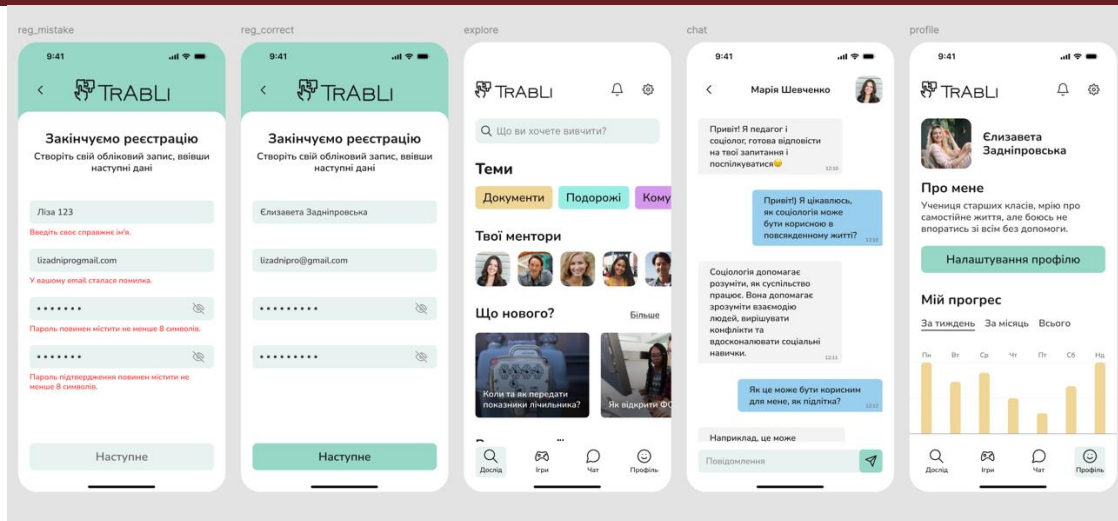 reg_mistake
9:41
TRABLI
Закінчуємо реєстрацію
Створіть свій обліковий запис, ввівши
наступні дані
Ліза 123
Введіть своє справжнє ім'я.
lizadniprogmail.com
У вашому email сталася помилка.
Пароль повинен містити не менше 8 символів.
Пароль підтвердження повинен містити не
менше 8 символів.
Наступне
reg_correct
9:41
TRABLI
Закінчуємо реєстрацію
Створіть свій обліковий запис, ввівши
наступні дані
Єлизавета Задніпровська
lizadnipro@gmail.com
Наступне
explore
TRABLI
Що ви хочете вивчити?
Теми
Документи Подорожі Кому
Твої ментори
Що нового? Більше
Коли та як передати
показники лічильника?
Як відкрити ФО
Дослід Ігри Чат Профіль
chat
9:41
Марія Шевченко
Привіт! Я педагог і
соціолог, готова відповісти
на твої запитання і
поспілкуватися😉
13:10
Привіт!) Я цікавлюсь,
як соціологія може
бути корисною в
повсякденному житті?
13:10
Соціологія допомагає
розуміти, як суспільство
працює. Вона допомагає
зрозуміти взаємодію
людей, вирішувати
конфлікти та
вдосконалювати соціальні
навички.
13:11
Як це може бути корисним
для мене, як підлітка?
13:12
Наприклад, це може
Повідомлення
profile
9:41
TRABLI
Єлизавета
Задніпровська
Про мене
Учениця старших класів, мрію про
самостійне життя, але боюсь не
впоратись зі всім без допомоги.
Налаштування профілю
Мій прогрес
За тиждень За місяць Всього
Пн Вт Ср Чт Пт Сб Нд
Дослід Ігри Чат Профіль